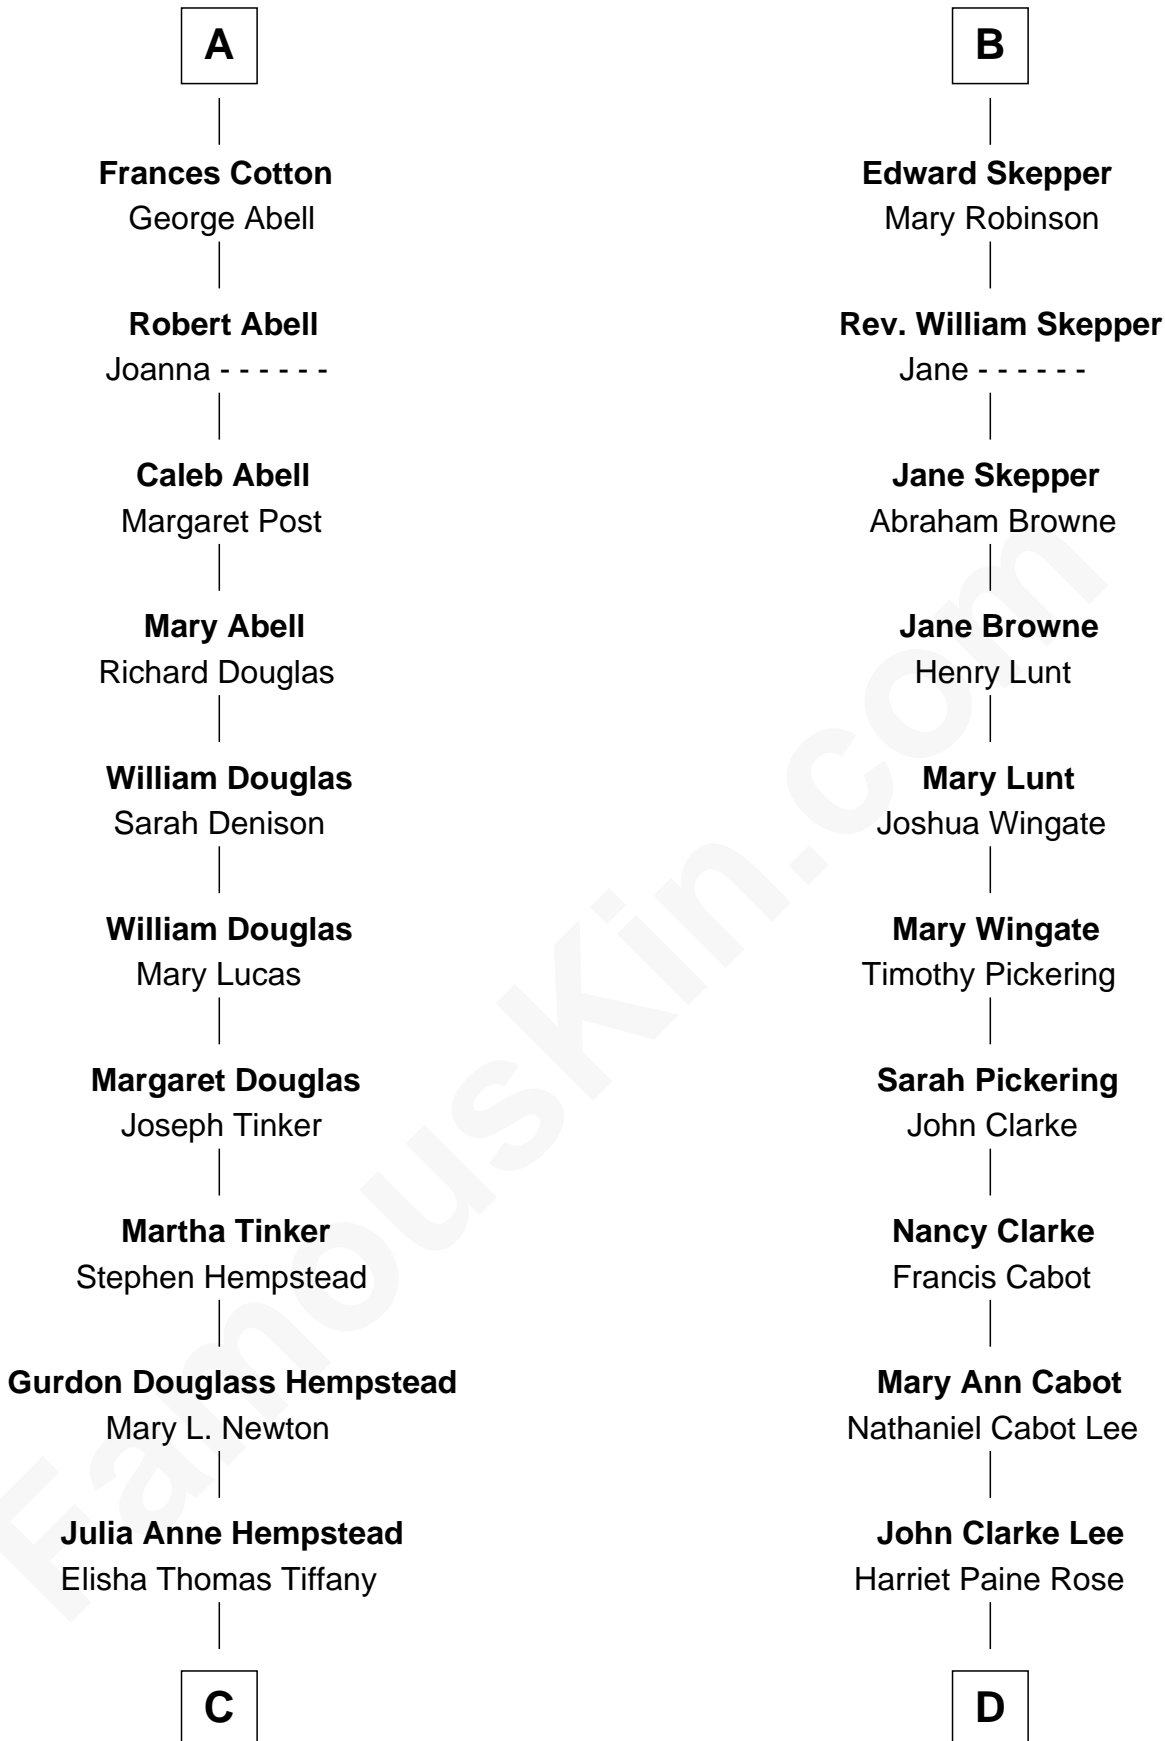 A
Frances Cotton
George Abell
Robert Abell
Joanna - - - - - -
Caleb Abell
Margaret Post
Mary Abell
Richard Douglas
William Douglas
Sarah Denison
William Douglas
Mary Lucas
Margaret Douglas
Joseph Tinker
Martha Tinker
Stephen Hempstead
Gurdon Douglass Hempstead
Mary L. Newton
Julia Anne Hempstead
Elisha Thomas Tiffany
C
B
Edward Skepper
Mary Robinson
Rev. William Skepper
Jane - - - - - -
Jane Skepper
Abraham Browne
Jane Browne
Henry Lunt
Mary Lunt
Joshua Wingate
Mary Wingate
Timothy Pickering
Sarah Pickering
John Clarke
Nancy Clarke
Francis Cabot
Mary Ann Cabot
Nathaniel Cabot Lee
John Clarke Lee
Harriet Paine Rose
D
FamousKin.com